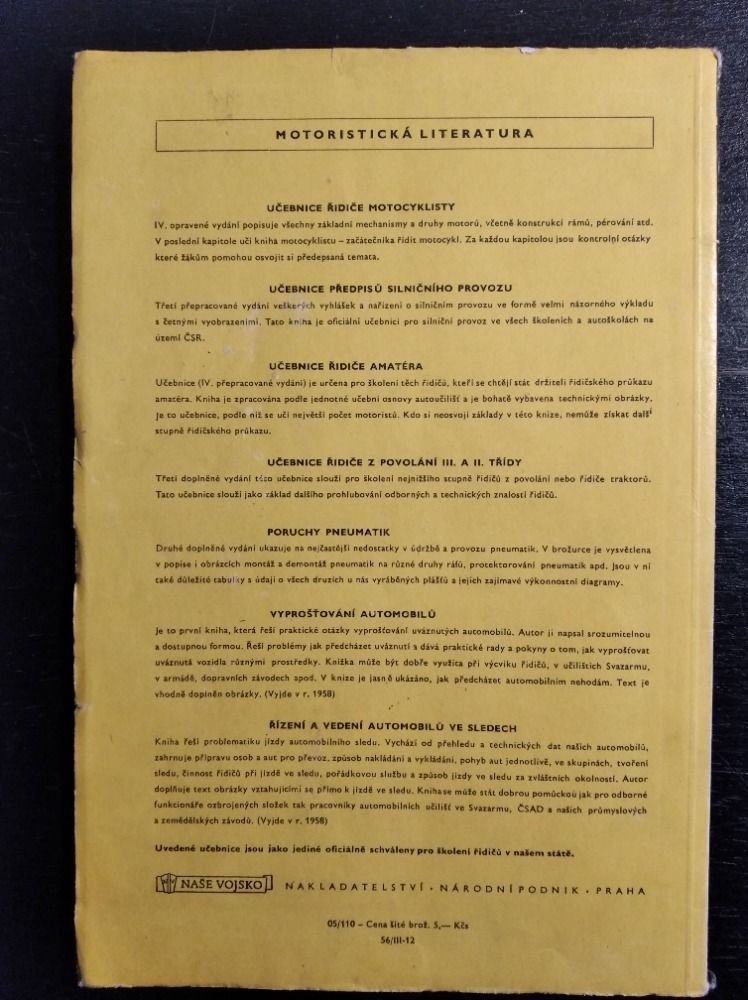 MOTORISTICKÁ LITERATURA
UČEBNICE ŘIDIČE MOTOCYKLISTY
IV. opravené vydání popisuje všechny základní mechanismy a druhy motorů, včetně konstrukcí rámů, pérování atd.
V poslední kapitole učí kniha motocyklistu – začátečníka řídit motocykl. Za každou kapitolou jsou kontrolní otázky
které žákům pomohou osvojit si předepsaná temata.
UČEBNICE PŘEDPISŮ SILNIČNÍHO PROVOZU
Třetí přepracované vydání veškerých vyhlášek a nařízení o silničním provozu ve formě velmi názorného výkladu
s četnými vyobrazeními. Tato kniha je oficiální učebnicí pro silniční provoz ve všech školeních a autoškolách na
území ČSR.
UČEBNICE ŘIDIČE AMATÉRA
Učebnice (IV. přepracované vydání) je určena pro školení těch řidičů, kteří se chtějí stát držiteli řidičského průkazu
amatéra. Kniha je zpracována podle jednotné učební osnovy autoučilišť a je bohatě vybavena technickými obrázky,
Je to učebnice, podle níž se učí největší počet motoristů. Kdo si neosvojí základy v této knize, nemůže získat další
stupně řidičského průkazu.
UČEBNICE ŘIDIČE Z POVOLÁNÍ III. A II. TŘÍDY
Třetí doplněné vydání této učebnice slouží pro školení nejnižšího stupně řidičů z povolání nebo řidiče traktorů.
Tato učebnice slouží jako základ dalšího prohlubování odborných a technických znalostí řidičů.
PORUCHY PNEUMATIK
Druhé doplněné vydání ukazuje na nejčastější nedostatky v údržbě a provozu pneumatik. V brožurce je vysvětlena
v popise i obrázcích montáž a demontáž pneumatik na různé druhy ráfů, protektorování pneumatik apd. Jsou v ní
také důležité tabulky s údaji o všech druzích u nás vyráběných plášťů a jejich zajímavé výkonnostní diagramy.
VYPROŠŤOVÁNÍ AUTOMOBILŮ
Je to první kniha, která řeší praktické otázky vyprošťování uváznutých automobilů. Autor ji napsal srozumitelnou
a dostupnou formou. Řeší problémy jak předcházet uváznutí s dává praktické rady a pokyny o tom, jak vyprošťovat
uváznutá vozidla různými prostředky. Knížka může být dobře využita při výcviku řidičů, v učilištích Svazarmu,
v armádě, dopravních závodech apod. V knize je jasně ukázáno, jak předcházet automobilním nehodám. Text je
vhodně doplněn obrázky. (Vyjde v r. 1958)
ŘÍZENÍ A VEDENÍ AUTOMOBILŮ VE SLEDECH
Kniha řeší problematiku jízdy automobilního sledu. Vychází od přehledu a technických dat našich automobilů,
zahrnuje přípravu osob a aut pro převoz, způsob nakládání a vykládání, pohyb aut jednotlivě, ve skupinách, tvoření
sledu, činnost řidičů při jízdě ve sledu, pořádkovou službu a způsob jízdy ve sledu za zvláštních okolností. Autor
doplňuje text obrázky vztahujícími se přímo k jízdě ve sledu. Kniha se může stát dobrou pomůckou jak pro odborné
funkcionáře ozbrojených složek tak pracovníky automobilních učilišť ve Svazarmu, ČSAD a našich průmyslových
a zemědělských závodů. (Vyjde v r. 1958)
Uvedené učebnice jsou jako jediné oficiálně schváleny pro školení řidičů v našem státě.
NV NAŠE VOJSKO NAKLADATELSTVÍ · NÁRODNÍ PODNIK · PRAHA
05/110 – Cena šité brož. 5,— Kčs
56/III-12